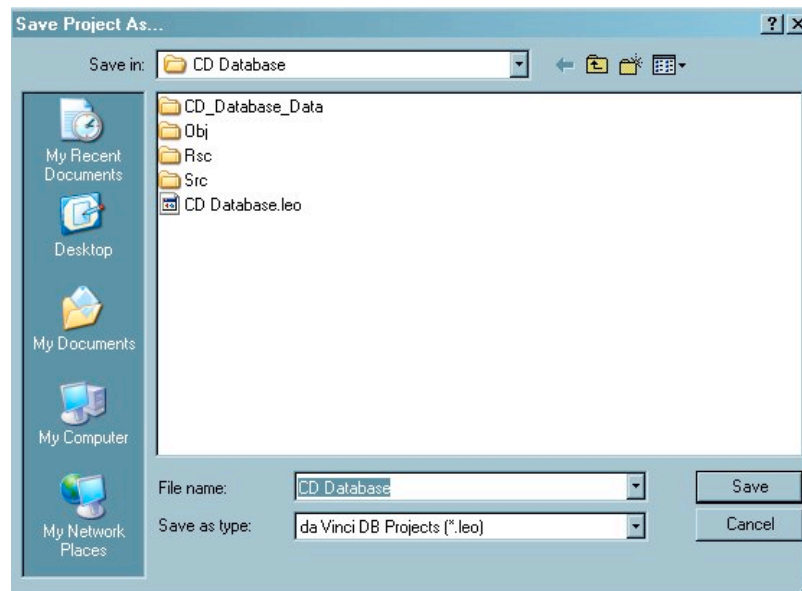 Save Project As...
Save in:
CD Database
My Recent
Documents
Desktop
My Documents
My Computer
My Network
Places
CD_Database_Data
Obj
Rsc
Src
CD Database.leo
File name:
CD Database
Save
Save as type:
da Vinci DB Projects (*.leo)
Cancel